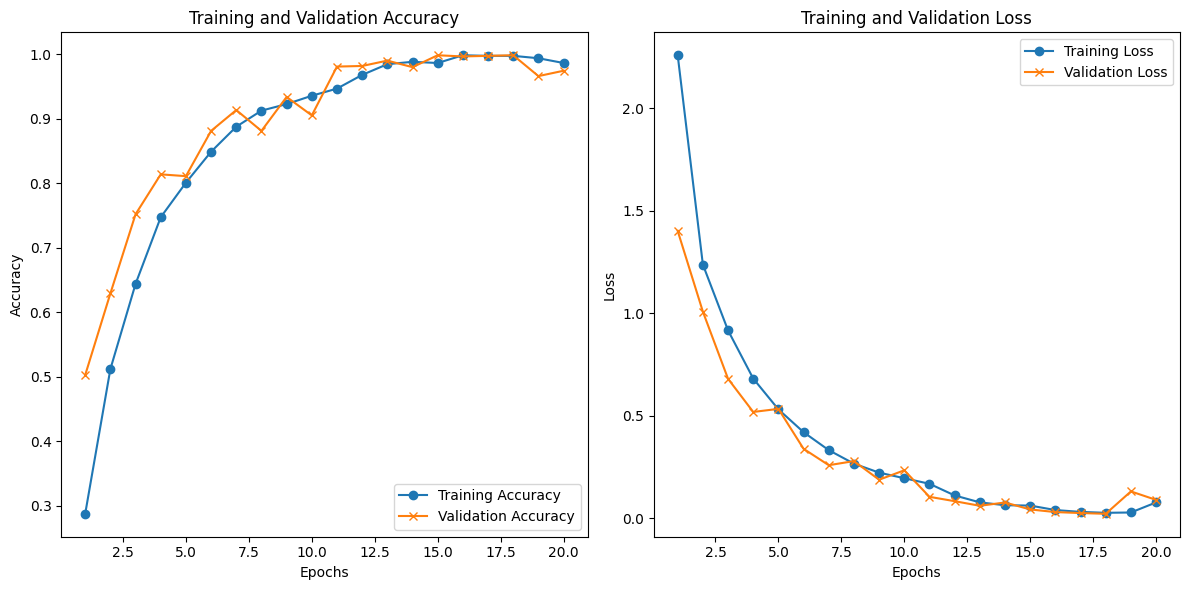 Training and Validation Accuracy
1.0
0.9
0.8
0.7
0.6
0.5
0.4
0.3
Accuracy
Training Accuracy
Validation Accuracy
2.5 5.0 7.5 10.0 12.5 15.0 17.5 20.0
Epochs
Training and Validation Loss
Training Loss
Validation Loss
2.0
1.5
1.0
0.5
0.0
Loss
2.5 5.0 7.5 10.0 12.5 15.0 17.5 20.0
Epochs